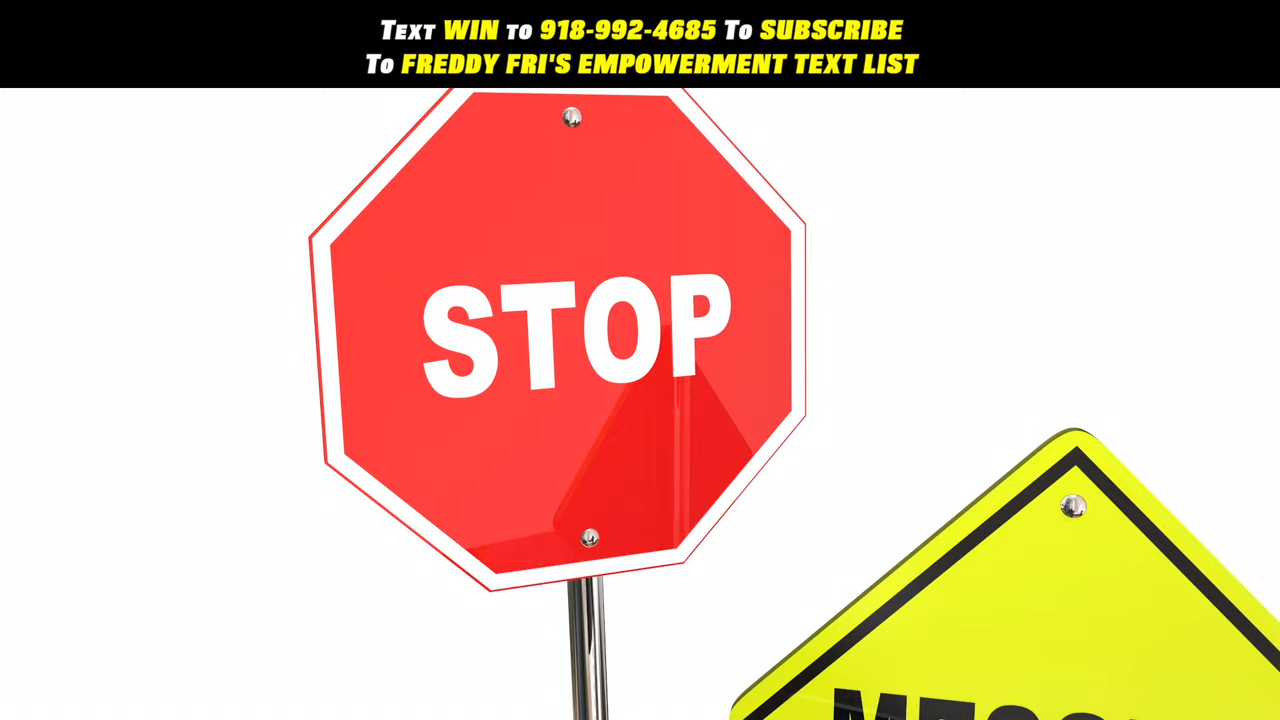 Text WIN to 918-992-4685 To SUBSCRIBE
To FREDDY FRI'S EMPOWERMENT TEXT LIST
STOP